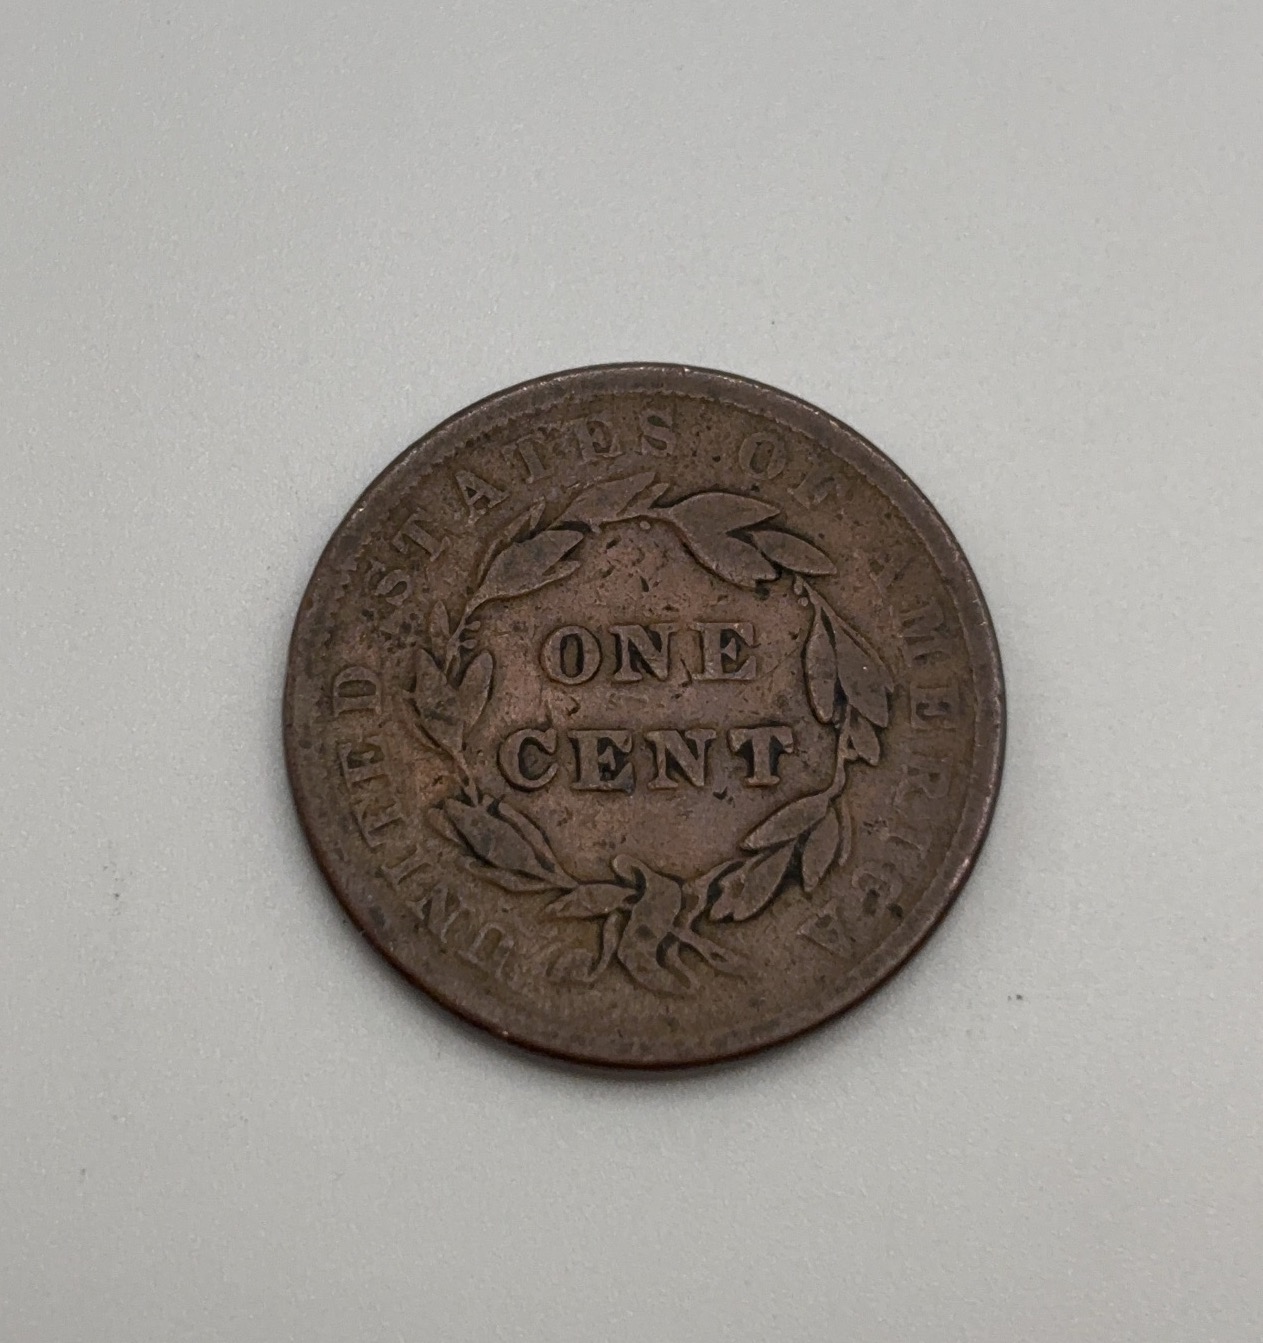 UNITED STATES OF AMERICA
ONE
CENT